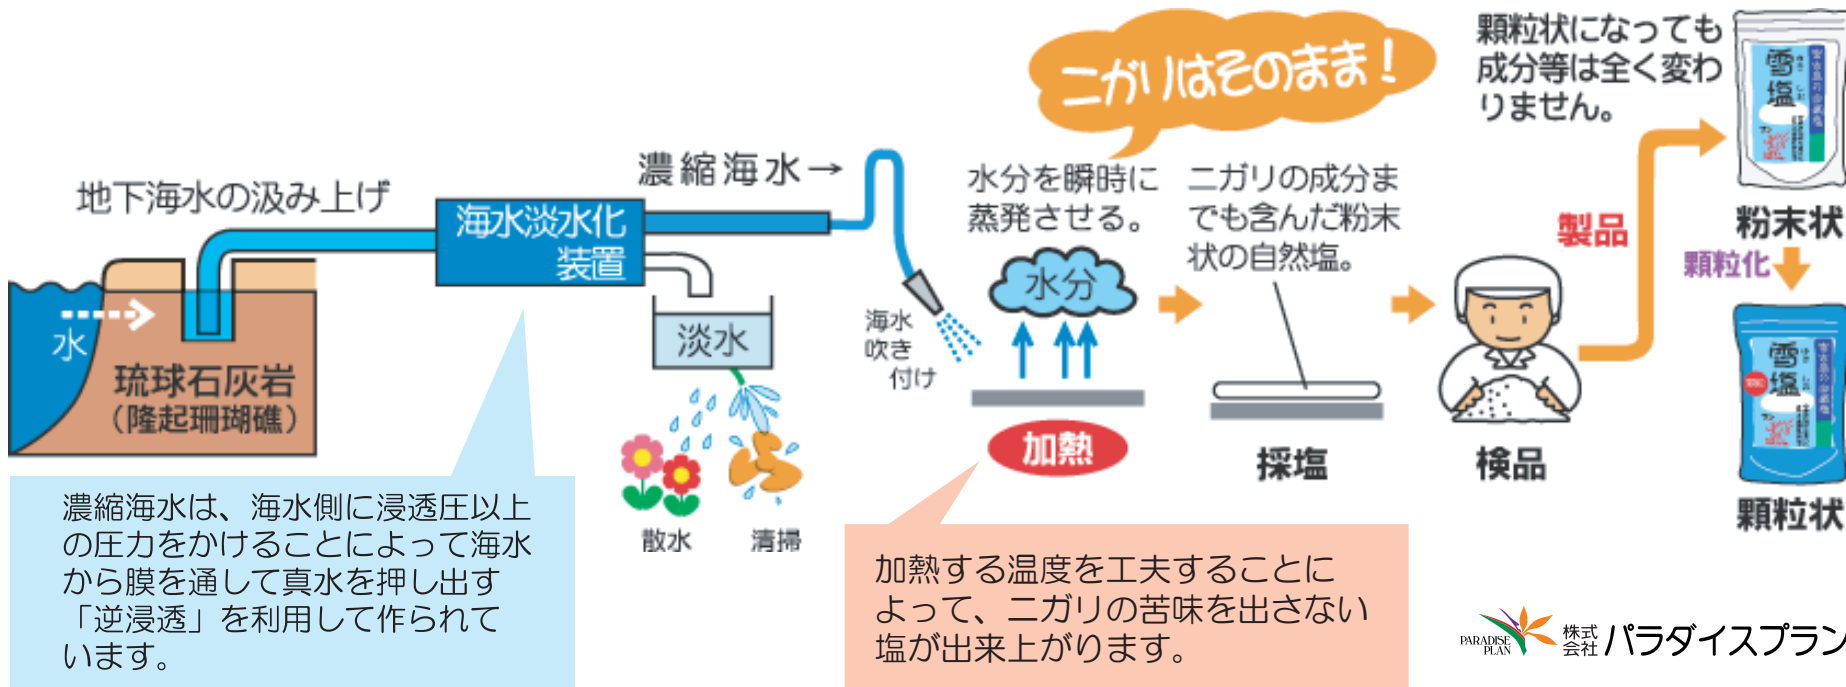 ニガリはそのまま！
顆粒状になっても
成分等は全く変わ
りません。
地下海水の汲み上げ
濃縮海水→
海水淡水化
装置
水
琉球石灰岩
（隆起珊瑚礁）
淡水
散水
清掃
海水
吹き
付け
水分を瞬時に
蒸発させる。
水分
加熱
ニガリの成分ま
でも含んだ粉末
状の自然塩。
採塩
検品
製品
雪塩
粉末状
顆粒化
雪塩
顆粒状
濃縮海水は、海水側に浸透圧以上
の圧力をかけることによって海水
から膜を通して真水を押し出す
「逆浸透」を利用して作られて
います。
加熱する温度を工夫することに
よって、ニガリの苦味を出さない
塩が出来上がります。
PARADISE
PLAN
株式
会社
パラダイスプラン